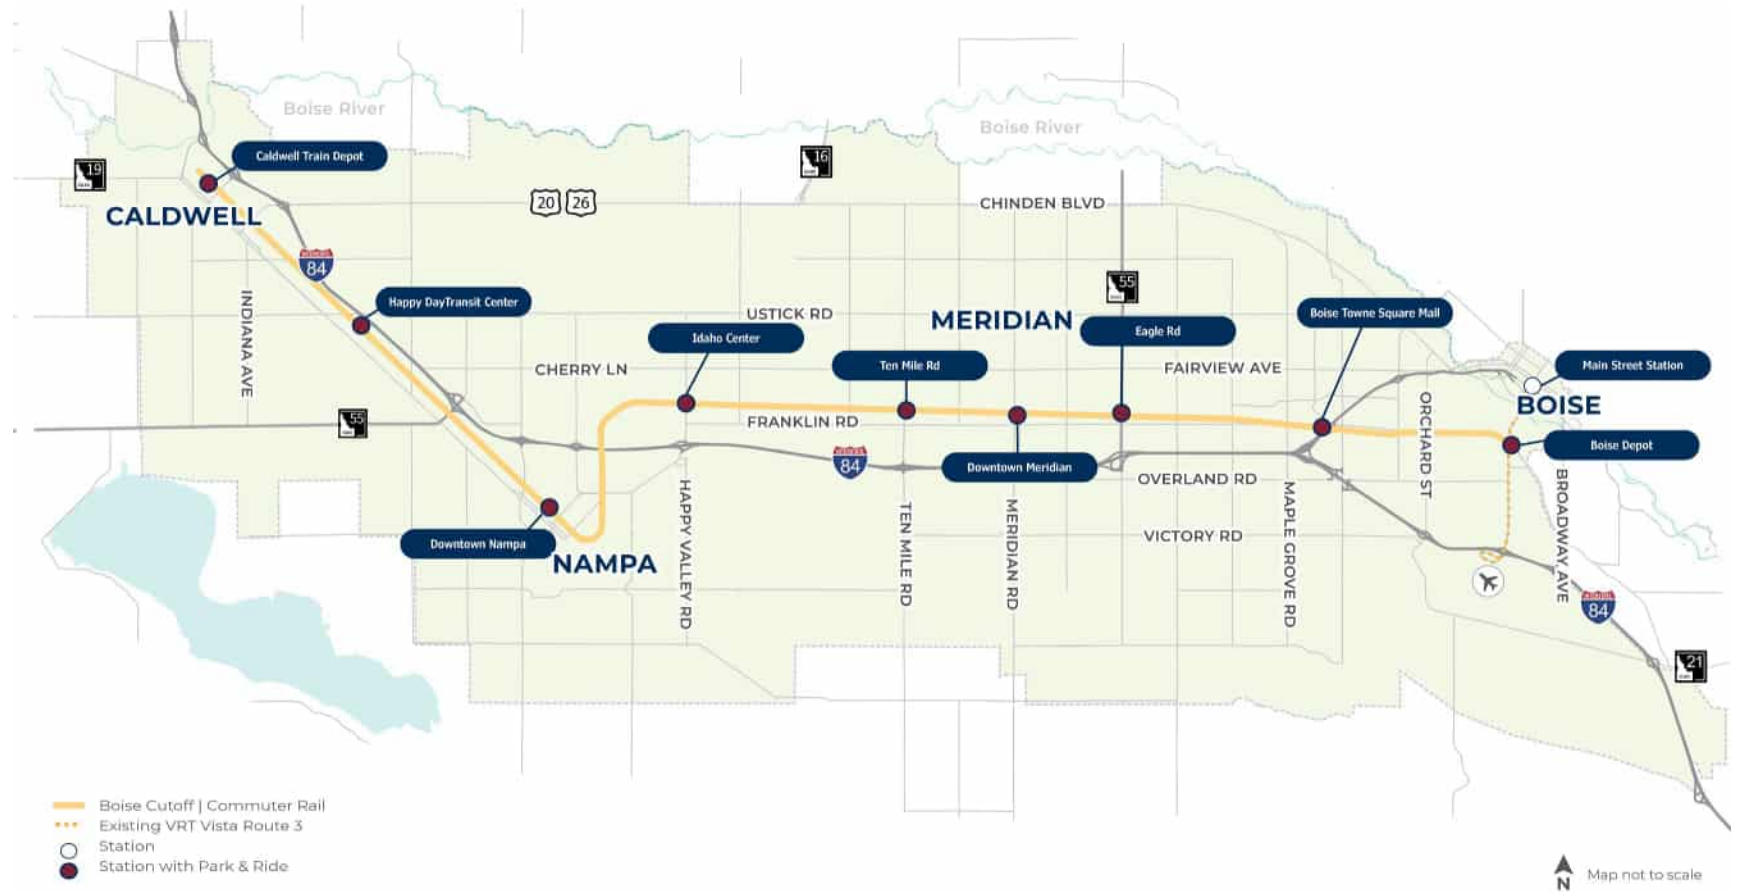 Boise River
Boise River
19
Caldwell Train Depot
16
CALDWELL
20
26
CHINDEN BLVD
84
55
INDIANA AVE
Happy DayTransit Center
USTICK RD
MERIDIAN
Boise Towne Square Mall
Idaho Center
Eagle Rd
CHERRY LN
Ten Mile Rd
FAIRVIEW AVE
Main Street Station
BOISE
55
FRANKLIN RD
ORCHARD ST
Boise Depot
84
Downtown Meridian
OVERLAND RD
HAPPY VALLEY RD
TEN MILE RD
MERIDIAN RD
MAPLE GROVE RD
BROADWAY AVE
Downtown Nampa
NAMPA
VICTORY RD
84
21
Boise Cutoff | Commuter Rail
Existing VRT Vista Route 3
Station
Station with Park & Ride
N
Map not to scale